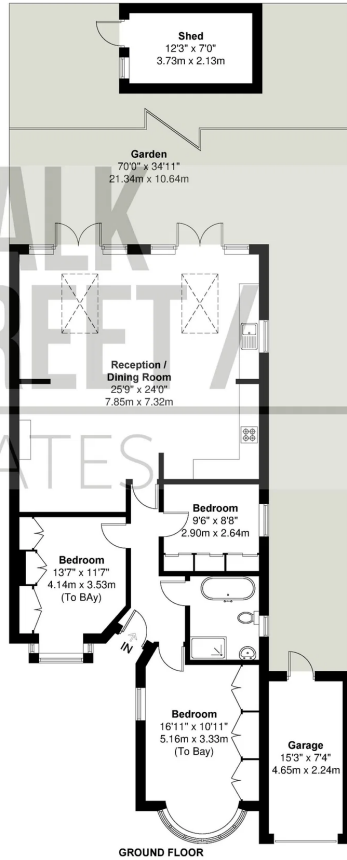 Shed
12'3" x 7'0"
3.73m x 2.13m
Garden
70'0" x 34'11"
21.34m x 10.64m
ALK
REET /
ATES
Reception /
Dining Room
25'9" x 24'0"
7.85m x 7.32m
Bedroom
9'6" x 8'8"
2.90m x 2.64m
Bedroom
13'7" x 11'7"
4.14m x 3.53m
(To BAy)
IN
Bedroom
16'11" x 10'11"
5.16m x 3.33m
(To Bay)
Garage
15'3" x 7'4"
4.65m x 2.24m
GROUND FLOOR